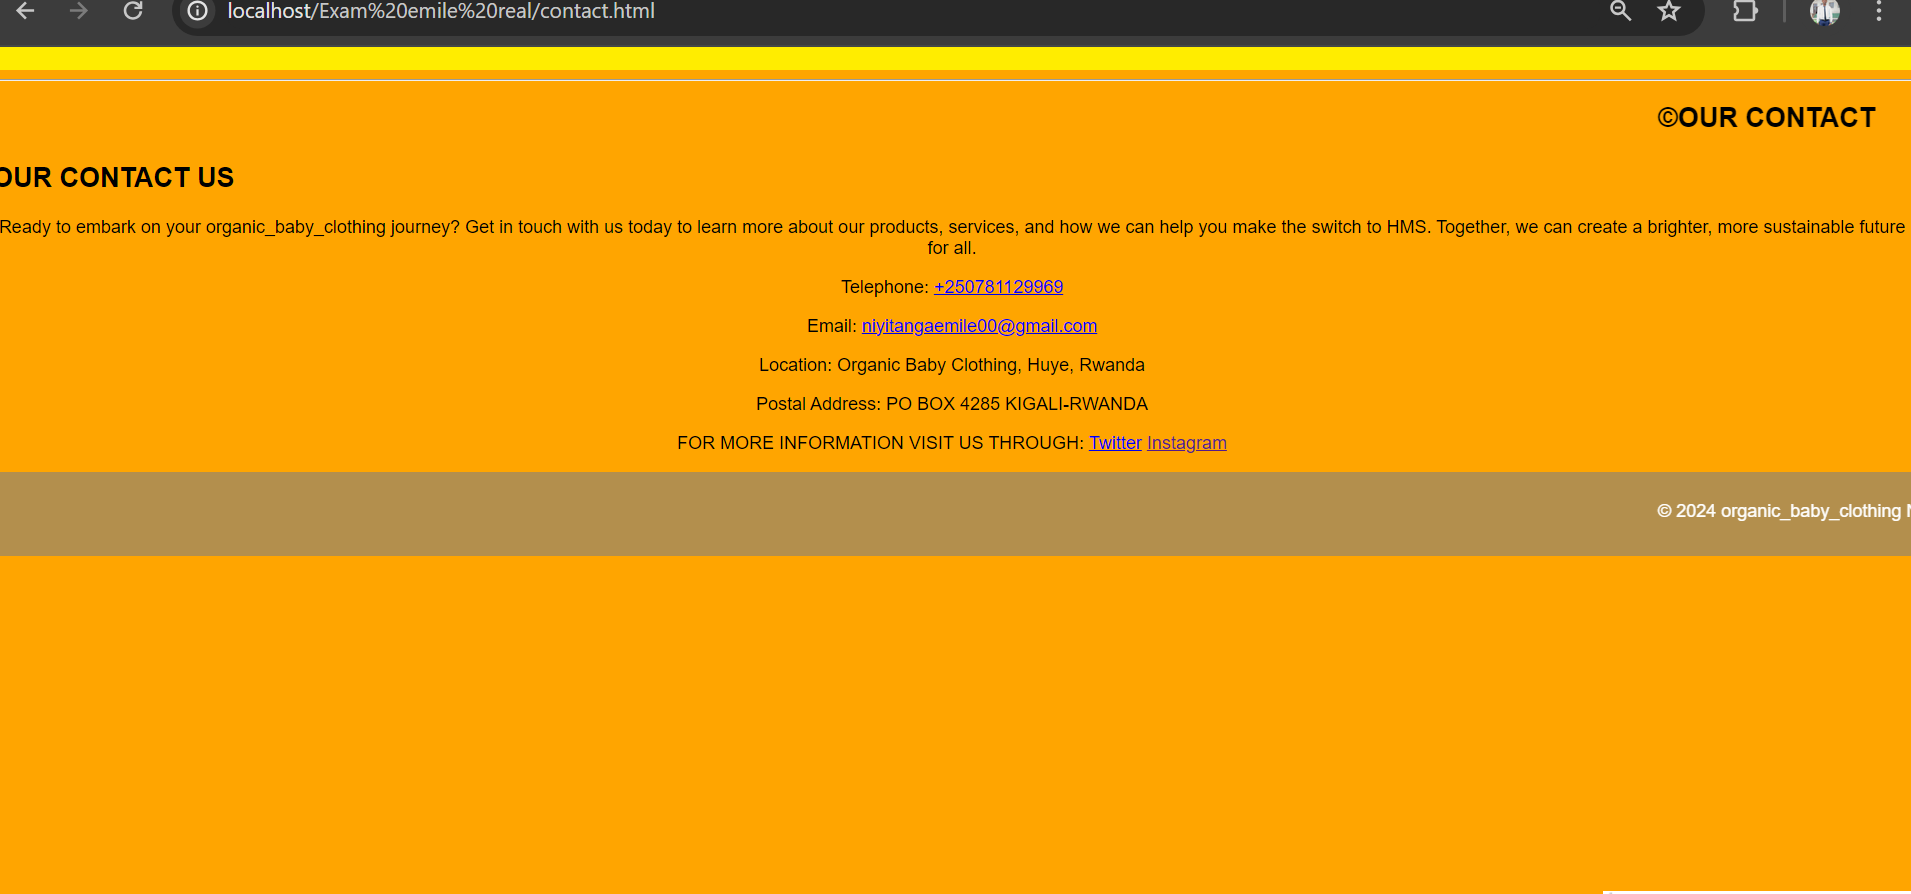 localhost/Exam%20emile%20real/contact.html
©OUR CONTACT
OUR CONTACT US
Ready to embark on your organic_baby_clothing journey? Get in touch with us today to learn more about our products, services, and how we can help you make the switch to HMS. Together, we can create a brighter, more sustainable future
for all.
Telephone: +250781129969
Email: niyitangaemile00@gmail.com
Location: Organic Baby Clothing, Huye, Rwanda
Postal Address: PO BOX 4285 KIGALI-RWANDA
FOR MORE INFORMATION VISIT US THROUGH: Twitter Instagram
© 2024 organic_baby_clothing